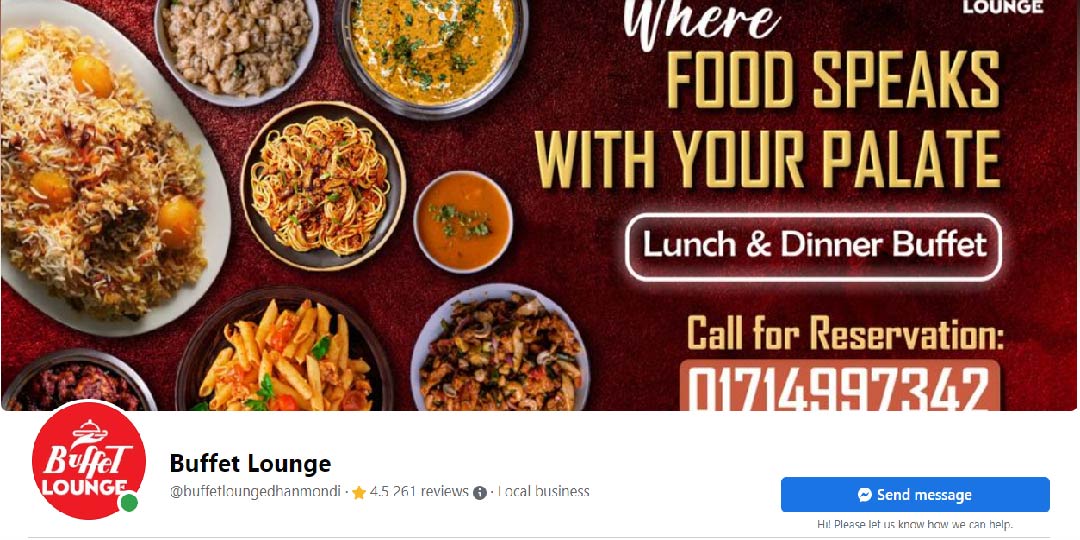 LOUNGE
Where
FOOD SPEAKS
WITH YOUR PALATE
Lunch & Dinner Buffet
Call for Reservation:
01714997342
BuffeT
LOUNGE
Buffet Lounge
@buffetloungedhanmondi · 4.5 261 reviews · Local business
Send message
Hi! Please let us know how we can help.